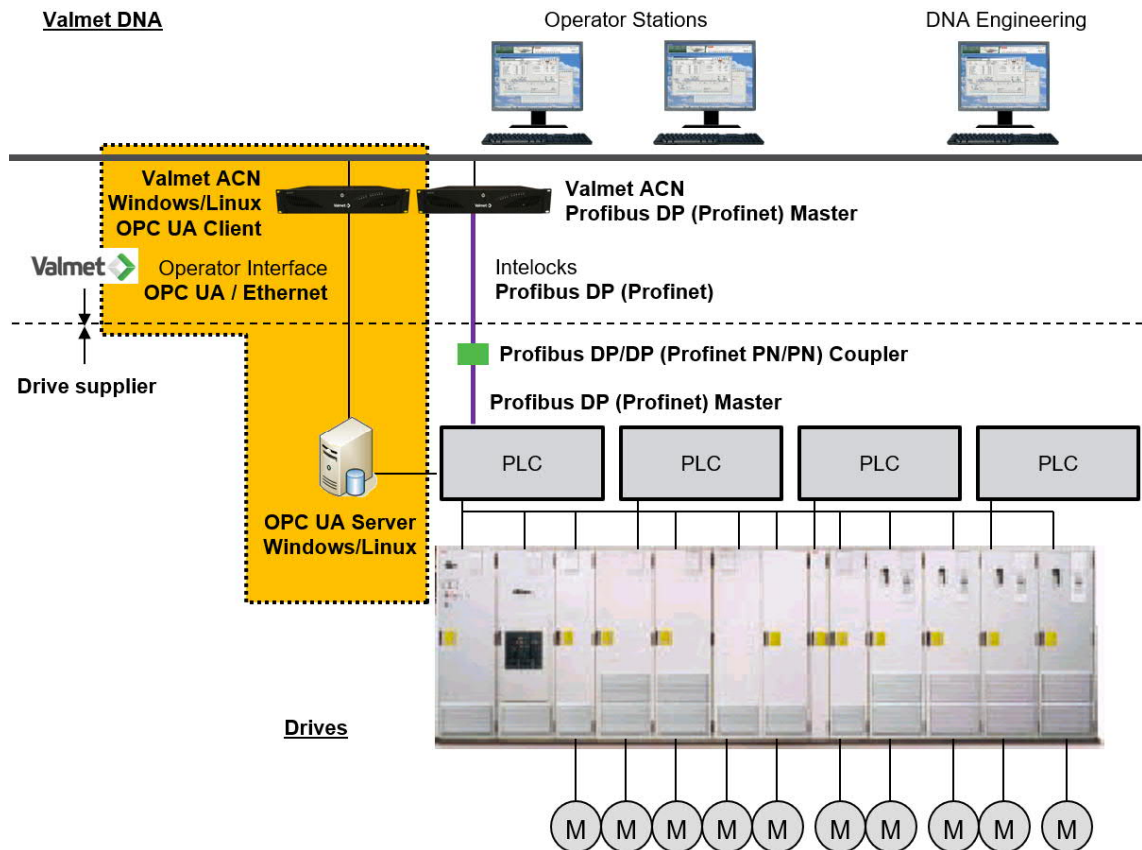 Valmet DNA
Operator Stations
DNA Engineering
Valmet ACN
Windows/Linux
OPC UA Client
Valmet ACN
Profibus DP (Profinet) Master
Valmet
Operator Interface
OPC UA / Ethernet
Intelocks
Profibus DP (Profinet)
Drive supplier
Profibus DP/DP (Profinet PN/PN) Coupler
Profibus DP (Profinet) Master
PLC
PLC
PLC
PLC
OPC UA Server
Windows/Linux
Drives
M
M
M
M
M
M
M
M
M
M